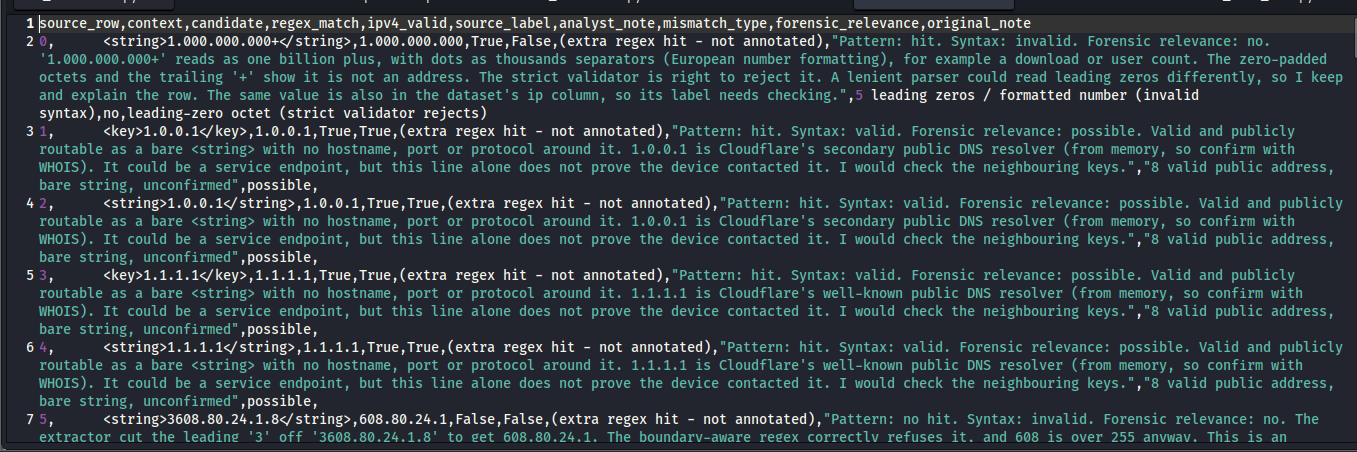 1 source_row,context,candidate,regex_match,ipv4_valid,source_label,analyst_note,mismatch_type,forensic_relevance,original_note
2 0,      <string>1.000.000.000+</string>,1.000.000.000,True,False,(extra regex hit - not annotated),"Pattern: hit. Syntax: invalid. Forensic relevance: no.
'1.000.000.000+' reads as one billion plus, with dots as thousands separators (European number formatting), for example a download or user count. The zero-padded
octets and the trailing '+' show it is not an address. The strict validator is right to reject it. A lenient parser could read leading zeros differently, so I keep
and explain the row. The same value is also in the dataset's ip column, so its label needs checking.",5 leading zeros / formatted number (invalid
syntax),no,leading-zero octet (strict validator rejects)
3 1,      <key>1.0.0.1</key>,1.0.0.1,True,True,(extra regex hit - not annotated),"Pattern: hit. Syntax: valid. Forensic relevance: possible. Valid and publicly
routable as a bare <string> with no hostname, port or protocol around it. 1.0.0.1 is Cloudflare's secondary public DNS resolver (from memory, so confirm with
WHOIS). It could be a service endpoint, but this line alone does not prove the device contacted it. I would check the neighbouring keys.","8 valid public address,
bare string, unconfirmed",possible,
4 2,      <string>1.0.0.1</string>,1.0.0.1,True,True,(extra regex hit - not annotated),"Pattern: hit. Syntax: valid. Forensic relevance: possible. Valid and publicly
routable as a bare <string> with no hostname, port or protocol around it. 1.0.0.1 is Cloudflare's secondary public DNS resolver (from memory, so confirm with
WHOIS). It could be a service endpoint, but this line alone does not prove the device contacted it. I would check the neighbouring keys.","8 valid public address,
bare string, unconfirmed",possible,
5 3,      <key>1.1.1.1</key>,1.1.1.1,True,True,(extra regex hit - not annotated),"Pattern: hit. Syntax: valid. Forensic relevance: possible. Valid and publicly
routable as a bare <string> with no hostname, port or protocol around it. 1.1.1.1 is Cloudflare's well-known public DNS resolver (from memory, so confirm with
WHOIS). It could be a service endpoint, but this line alone does not prove the device contacted it. I would check the neighbouring keys.","8 valid public address,
bare string, unconfirmed",possible,
6 4,      <string>1.1.1.1</string>,1.1.1.1,True,True,(extra regex hit - not annotated),"Pattern: hit. Syntax: valid. Forensic relevance: possible. Valid and publicly
routable as a bare <string> with no hostname, port or protocol around it. 1.1.1.1 is Cloudflare's well-known public DNS resolver (from memory, so confirm with
WHOIS). It could be a service endpoint, but this line alone does not prove the device contacted it. I would check the neighbouring keys.","8 valid public address,
bare string, unconfirmed",possible,
7 5,      <string>3608.80.24.1.8</string>,608.80.24.1,False,False,(extra regex hit - not annotated),"Pattern: no hit. Syntax: invalid. Forensic relevance: no. The
extractor cut the leading '3' off '3608.80.24.1.8' to get 608.80.24.1. The boundary-aware regex correctly refuses it, and 608 is over 255 anyway. This is an